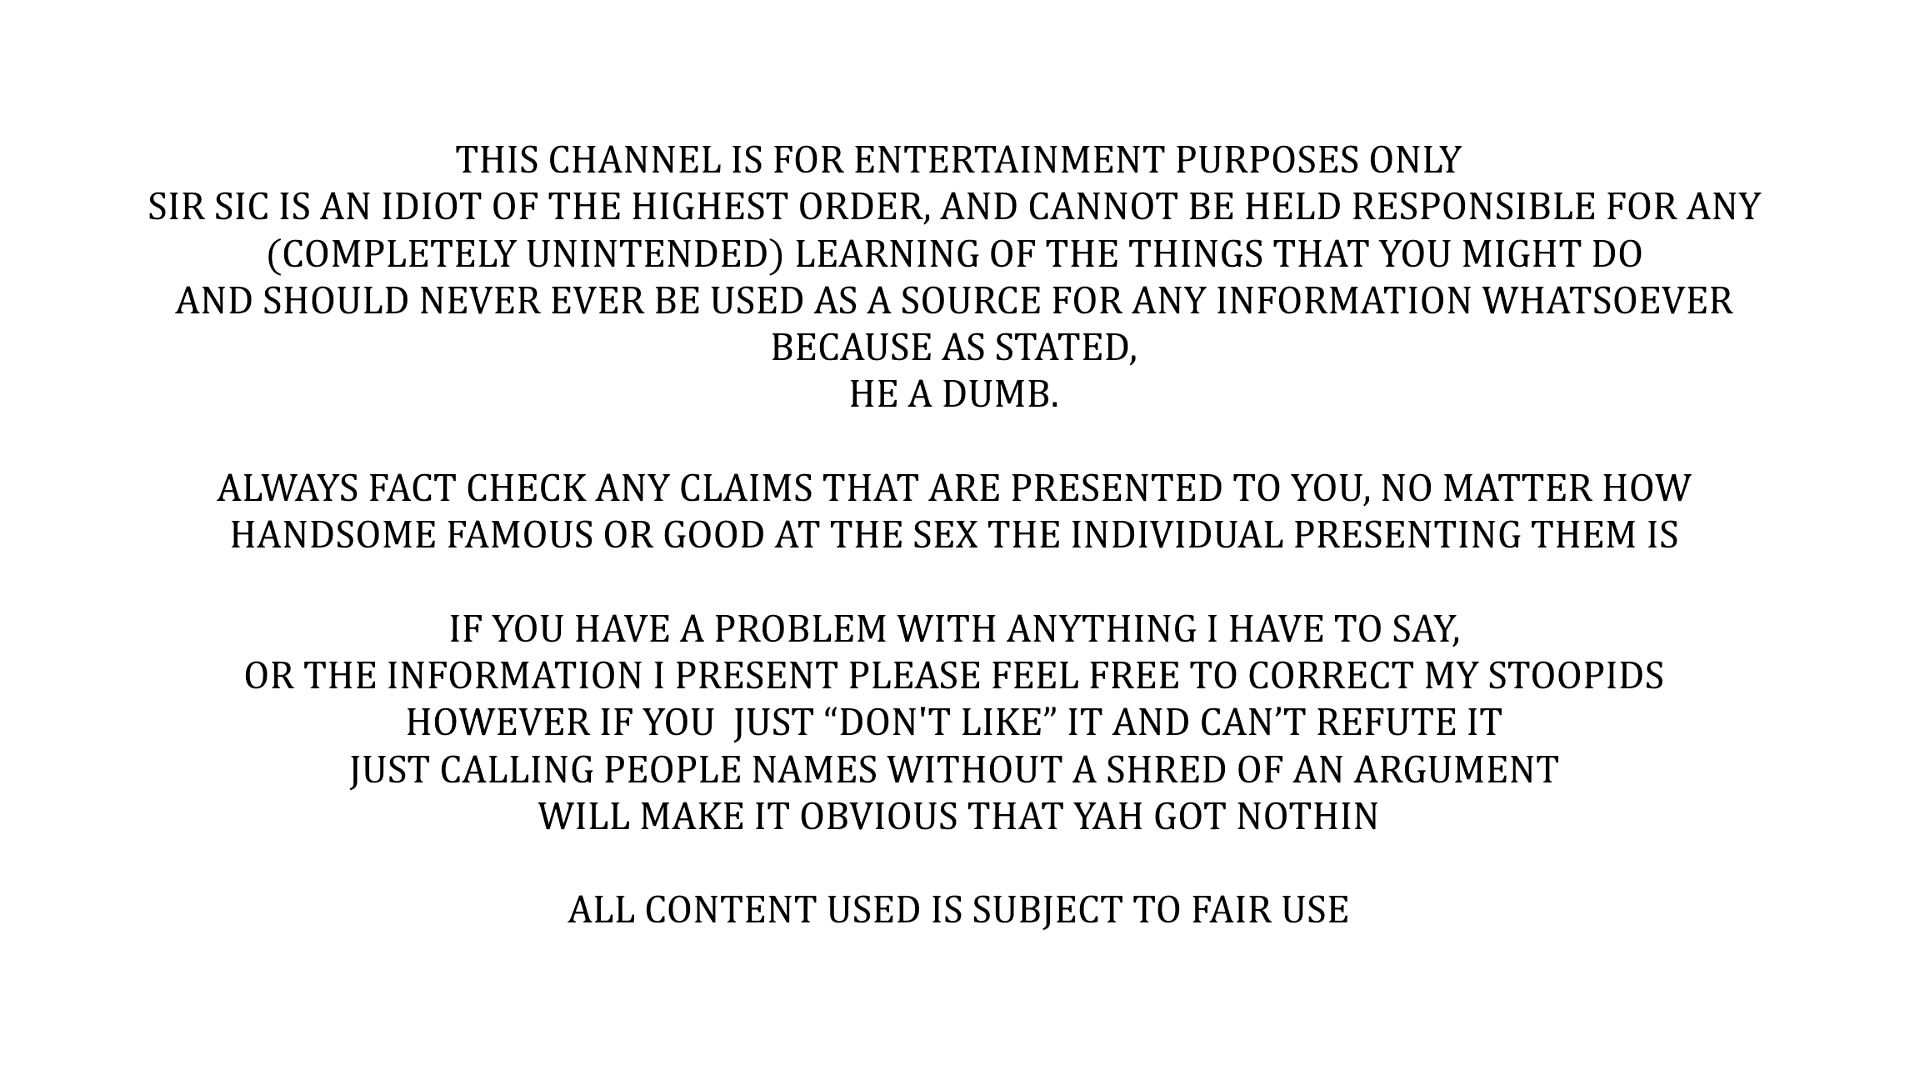 THIS CHANNEL IS FOR ENTERTAINMENT PURPOSES ONLY
SIR SIC IS AN IDIOT OF THE HIGHEST ORDER, AND CANNOT BE HELD RESPONSIBLE FOR ANY
(COMPLETELY UNINTENDED) LEARNING OF THE THINGS THAT YOU MIGHT DO
AND SHOULD NEVER EVER BE USED AS A SOURCE FOR ANY INFORMATION WHATSOEVER
BECAUSE AS STATED,
HE A DUMB.
ALWAYS FACT CHECK ANY CLAIMS THAT ARE PRESENTED TO YOU, NO MATTER HOW
HANDSOME FAMOUS OR GOOD AT THE SEX THE INDIVIDUAL PRESENTING THEM IS
IF YOU HAVE A PROBLEM WITH ANYTHING I HAVE TO SAY,
OR THE INFORMATION I PRESENT PLEASE FEEL FREE TO CORRECT MY STOOPIDS
HOWEVER IF YOU  JUST “DON'T LIKE” IT AND CAN’T REFUTE IT
JUST CALLING PEOPLE NAMES WITHOUT A SHRED OF AN ARGUMENT
WILL MAKE IT OBVIOUS THAT YAH GOT NOTHIN
ALL CONTENT USED IS SUBJECT TO FAIR USE